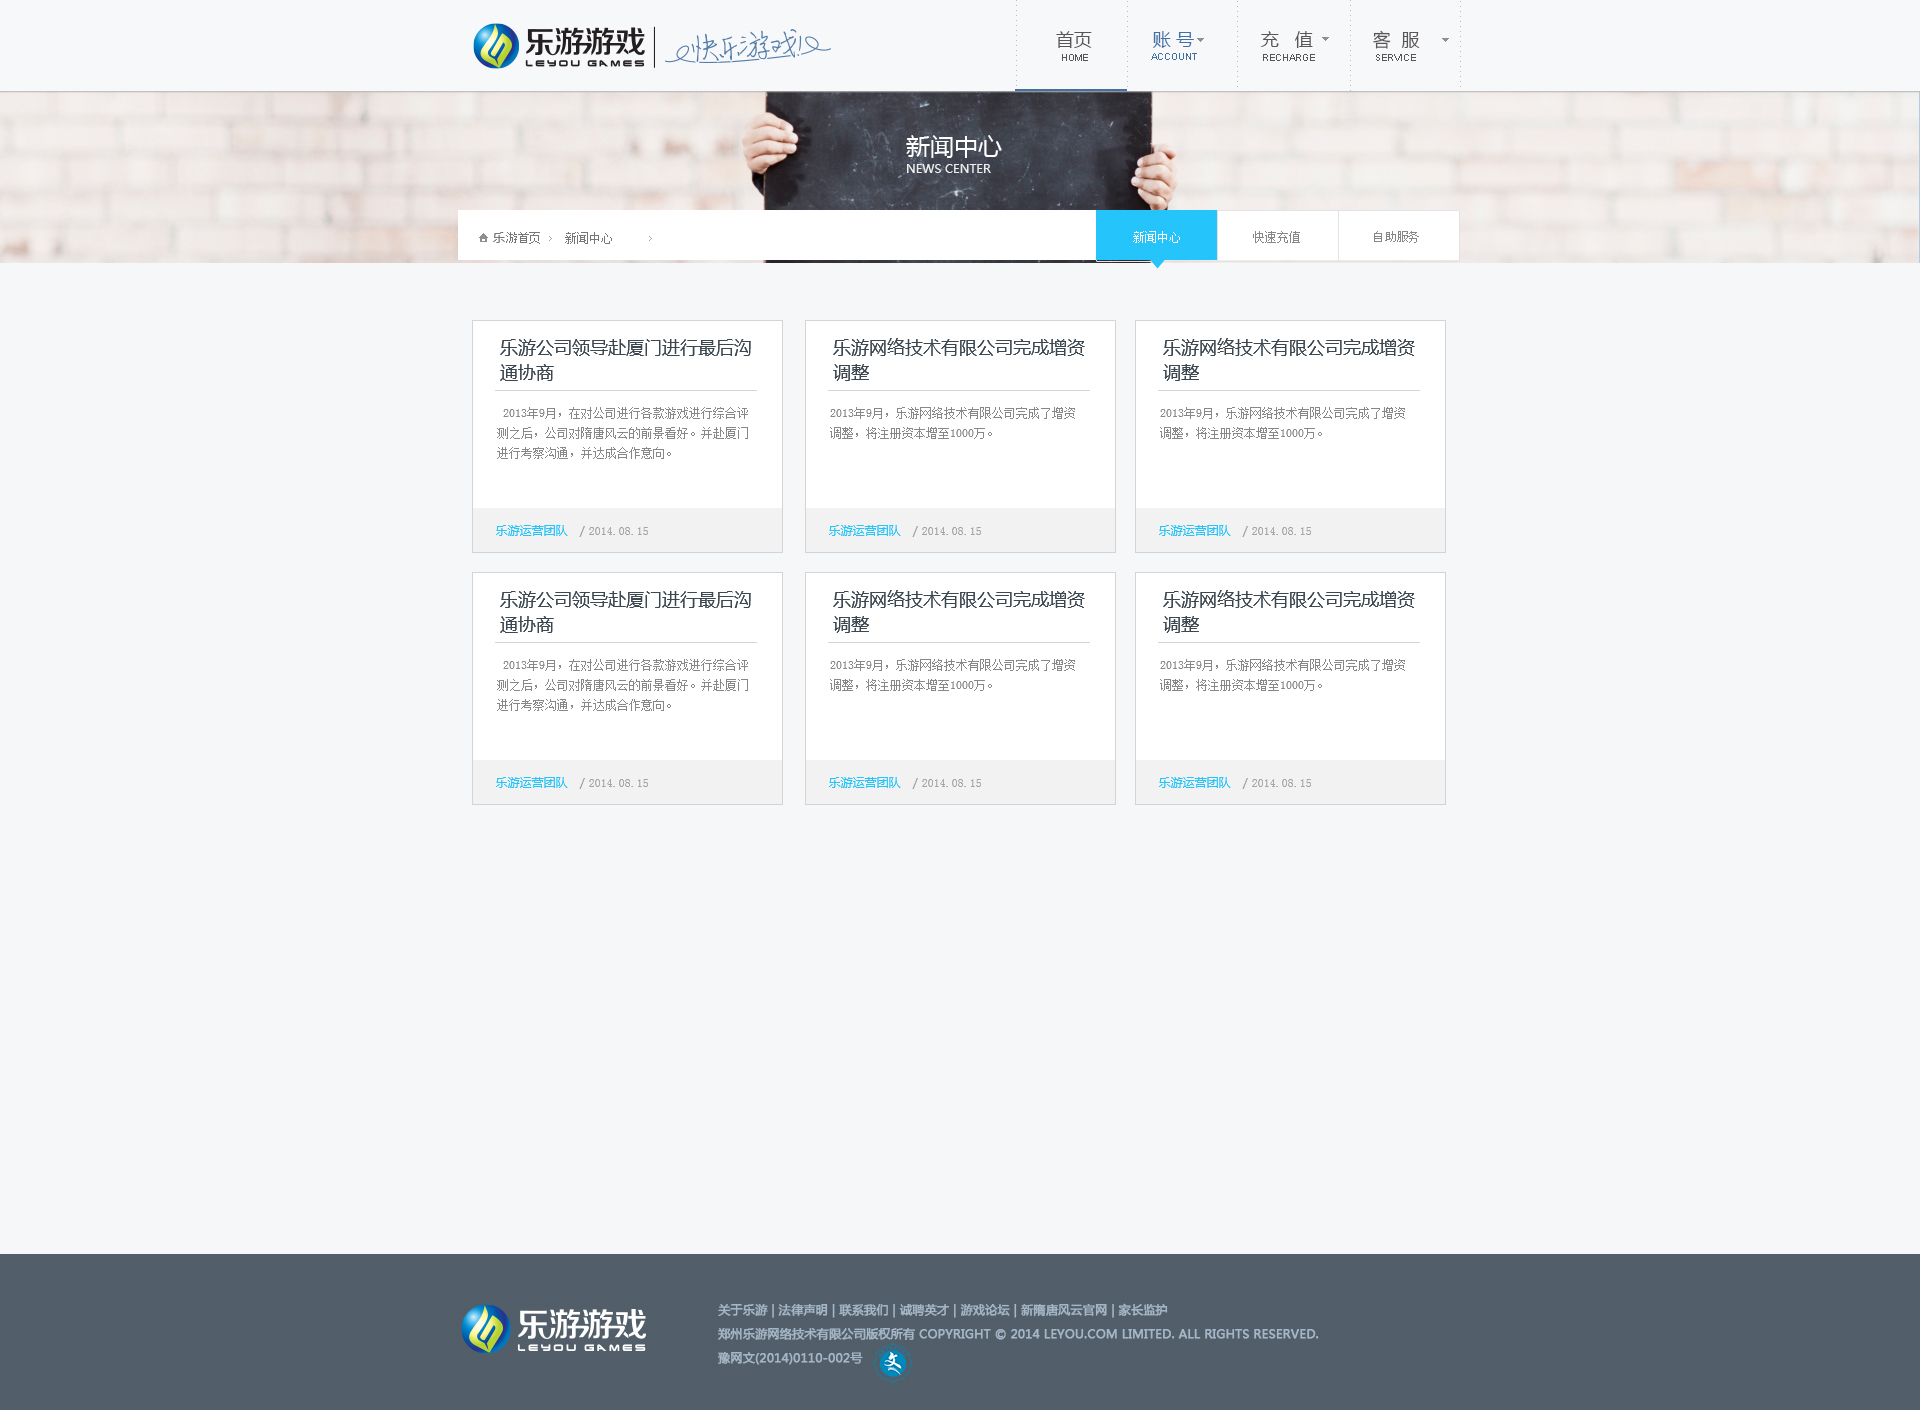 乐游游戏
LEYOU GAMES
快乐游戏
首页
HOME
账 号
ACCOUNT
充 值
RECHARGE
客 服
SERVICE
新闻中心
NEWS CENTER
乐游首页 › 新闻中心 ›
新闻中心
快速充值
自助服务
乐游公司领导赴厦门进行最后沟
通协商
2013年9月，在对公司进行各款游戏进行综合评
测之后，公司对隋唐风云的前景看好。并赴厦门
进行考察沟通，并达成合作意向。
乐游运营团队 / 2014. 08. 15
乐游网络技术有限公司完成增资
调整
2013年9月，乐游网络技术有限公司完成了增资
调整，将注册资本增至1000万。
乐游运营团队 / 2014. 08. 15
乐游网络技术有限公司完成增资
调整
2013年9月，乐游网络技术有限公司完成了增资
调整，将注册资本增至1000万。
乐游运营团队 / 2014. 08. 15
乐游公司领导赴厦门进行最后沟
通协商
2013年9月，在对公司进行各款游戏进行综合评
测之后，公司对隋唐风云的前景看好。并赴厦门
进行考察沟通，并达成合作意向。
乐游运营团队 / 2014. 08. 15
乐游网络技术有限公司完成增资
调整
2013年9月，乐游网络技术有限公司完成了增资
调整，将注册资本增至1000万。
乐游运营团队 / 2014. 08. 15
乐游网络技术有限公司完成增资
调整
2013年9月，乐游网络技术有限公司完成了增资
调整，将注册资本增至1000万。
乐游运营团队 / 2014. 08. 15
乐游游戏
LEYOU GAMES
关于乐游 | 法律声明 | 联系我们 | 诚聘英才 | 游戏论坛 | 新隋唐风云官网 | 家长监护
郑州乐游网络技术有限公司版权所有 COPYRIGHT © 2014 LEYOU.COM LIMITED. ALL RIGHTS RESERVED.
豫网文(2014)0110-002号
文